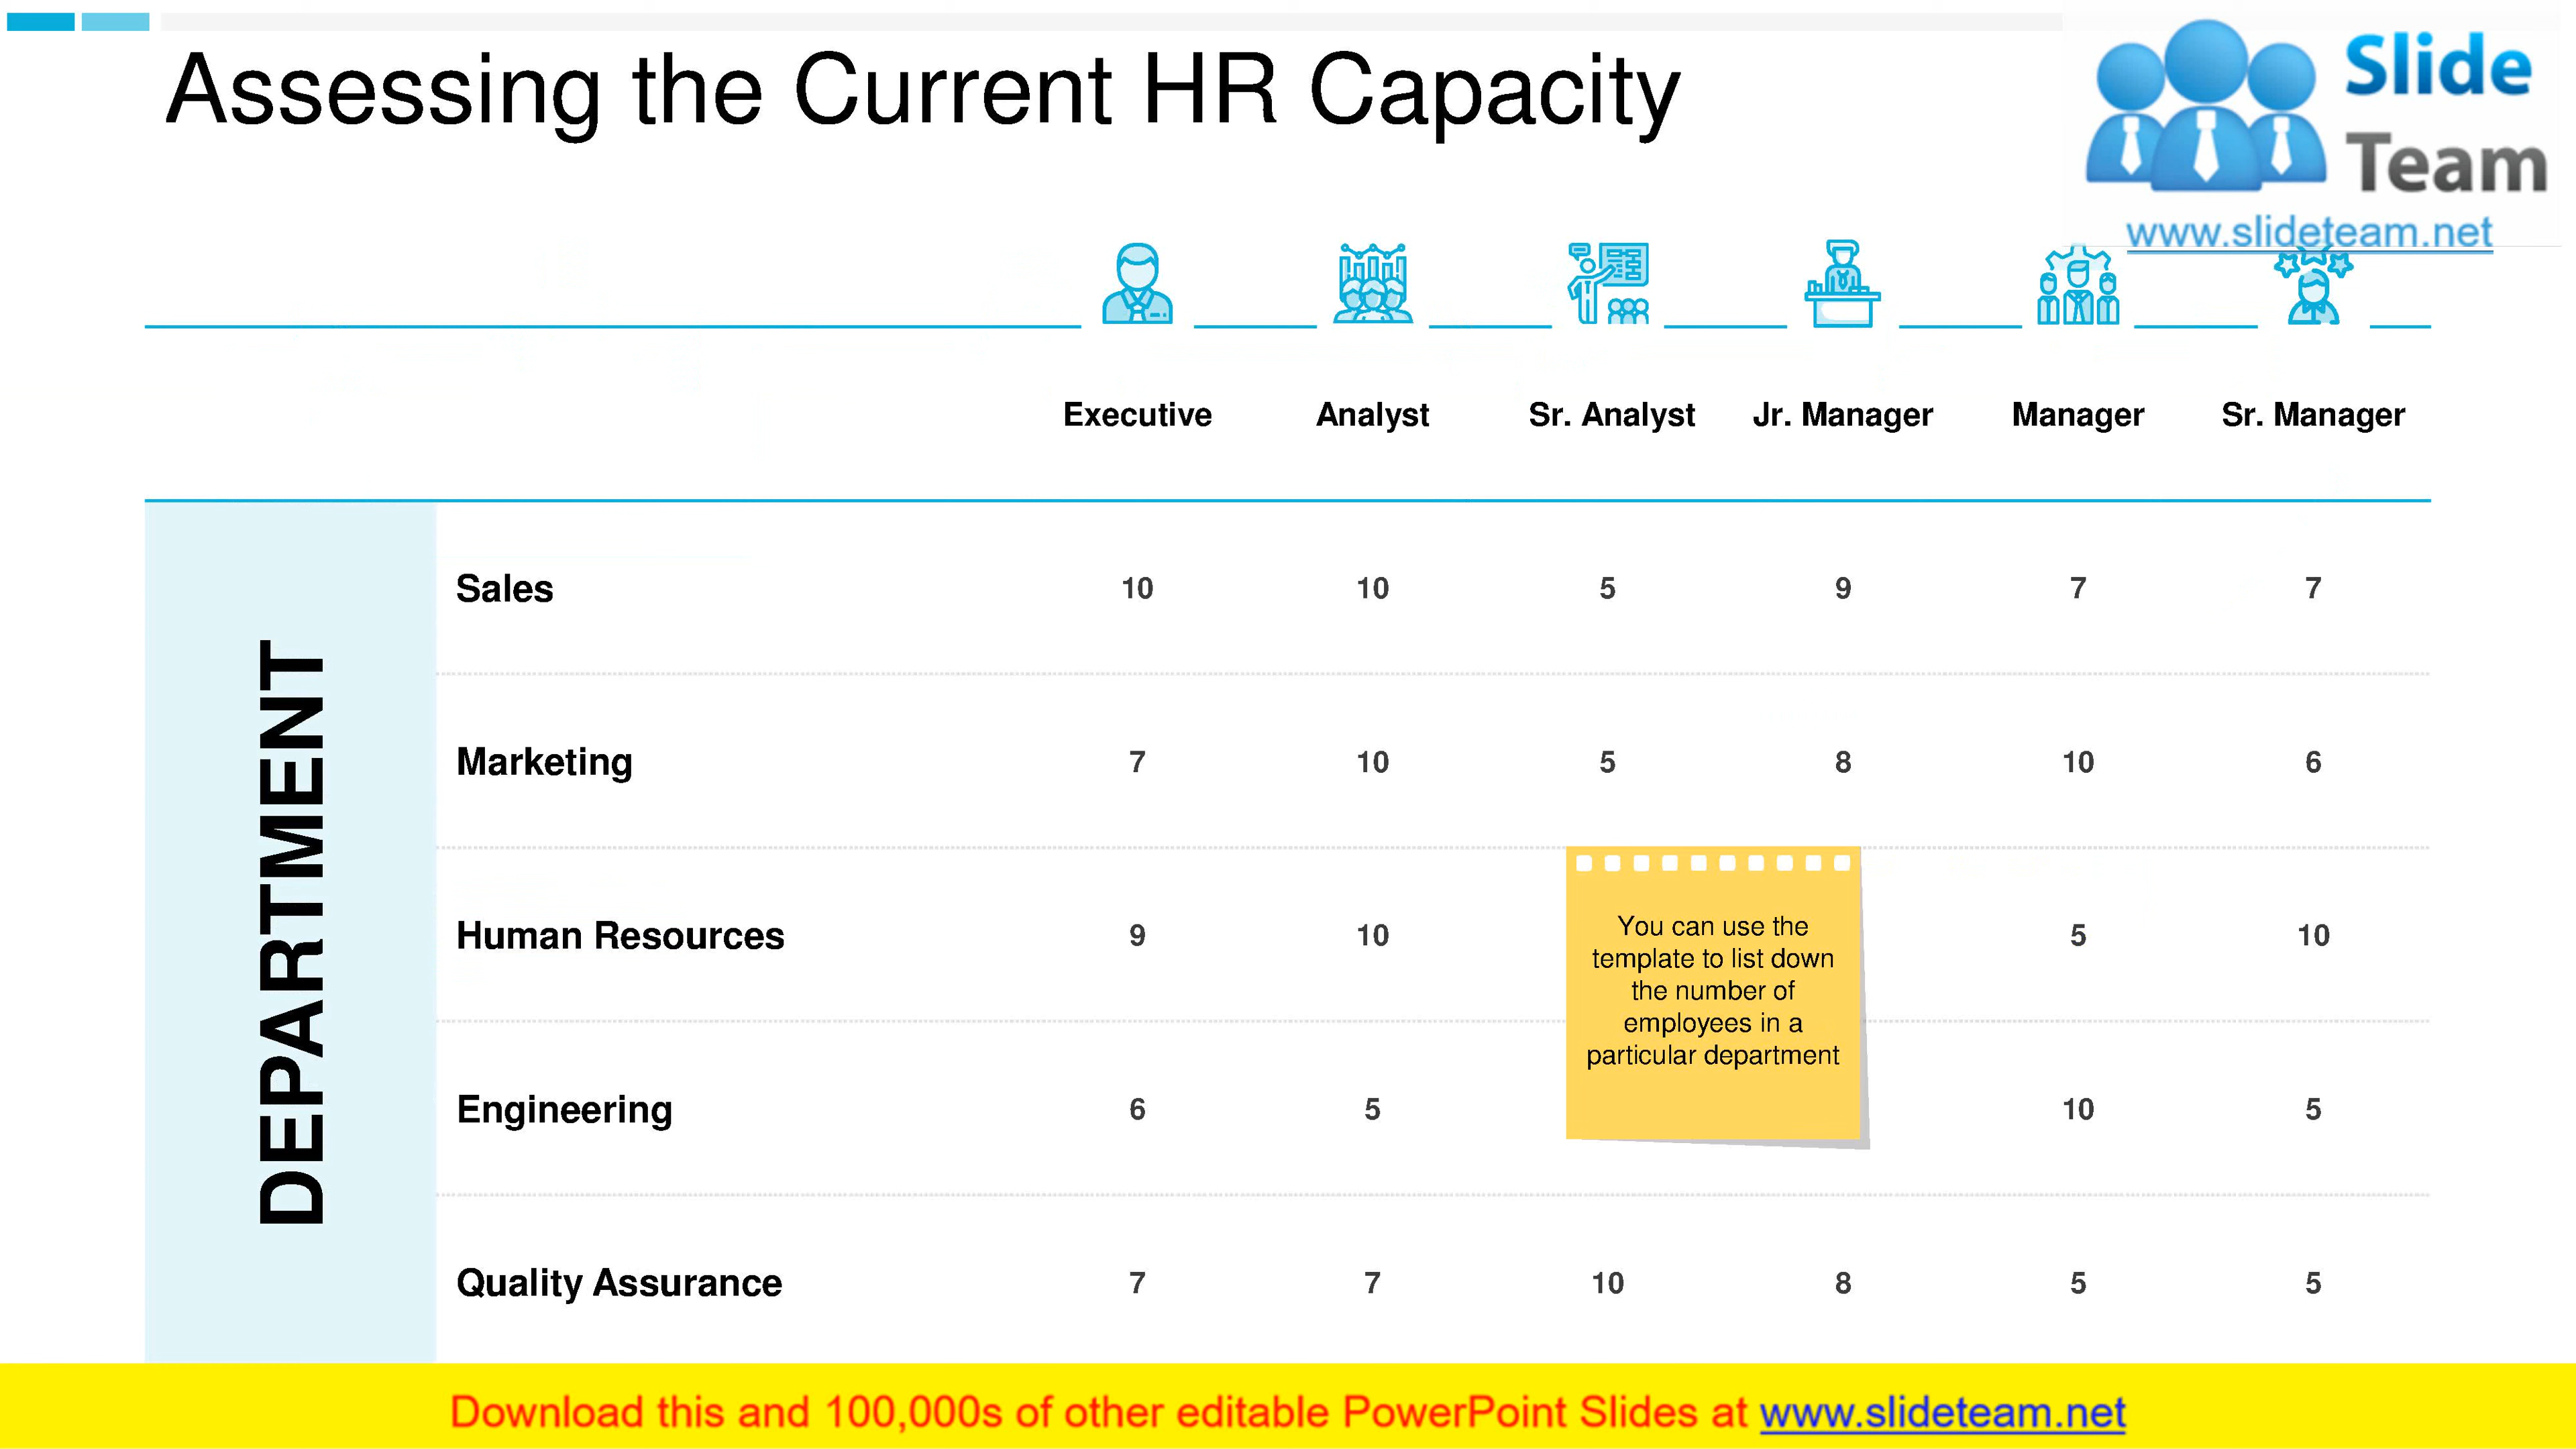 Assessing the Current HR Capacity
Slide
Team
www.slideteam.net
Executive Analyst Sr. Analyst Jr. Manager Manager Sr. Manager
DEPARTMENT
Sales 10 10 5 9 7 7
Marketing 7 10 5 8 10 6
Human Resources 9 10 5 10
You can use the
template to list down
the number of
employees in a
particular department
Engineering 6 5 10 5
Quality Assurance 7 7 10 8 5 5
Download this and 100,000s of other editable PowerPoint Slides at www.slideteam.net